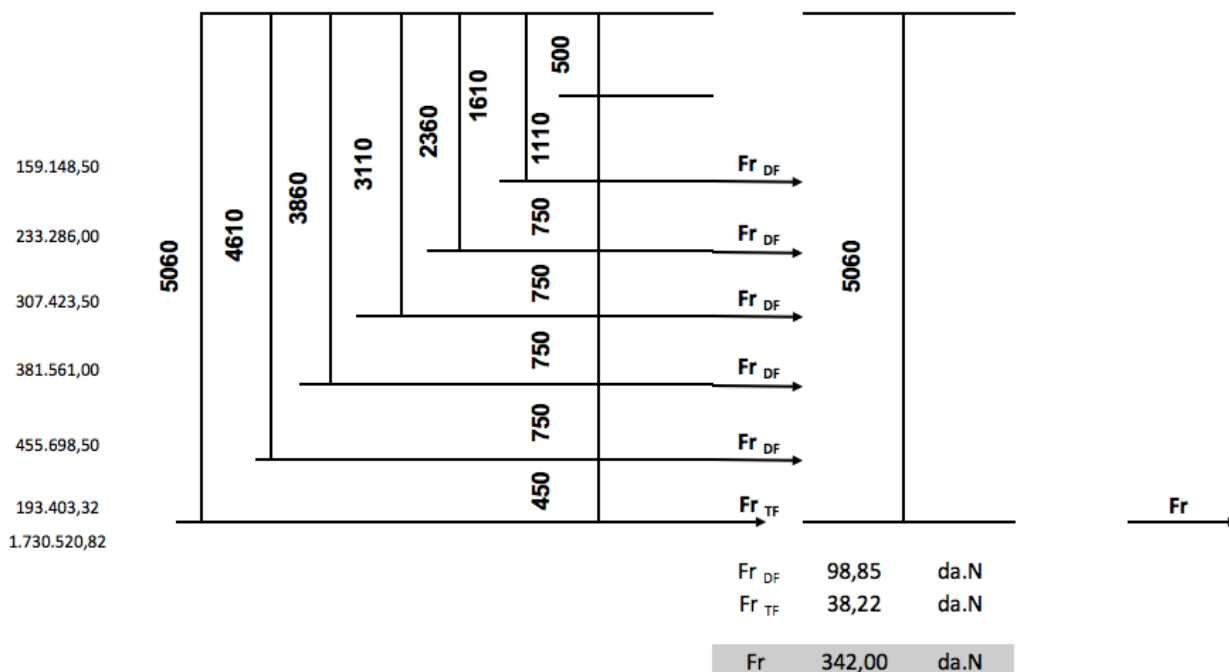 500
1610
2360
1110
159.148,50
3110
Fr DF
3860
4610
750
233.286,00
Fr DF
5060
5060
750
307.423,50
Fr DF
750
381.561,00
Fr DF
750
455.698,50
Fr DF
450
193.403,32
Fr TF
Fr
1.730.520,82
Fr DF 98,85 da.N
Fr TF 38,22 da.N
Fr 342,00 da.N